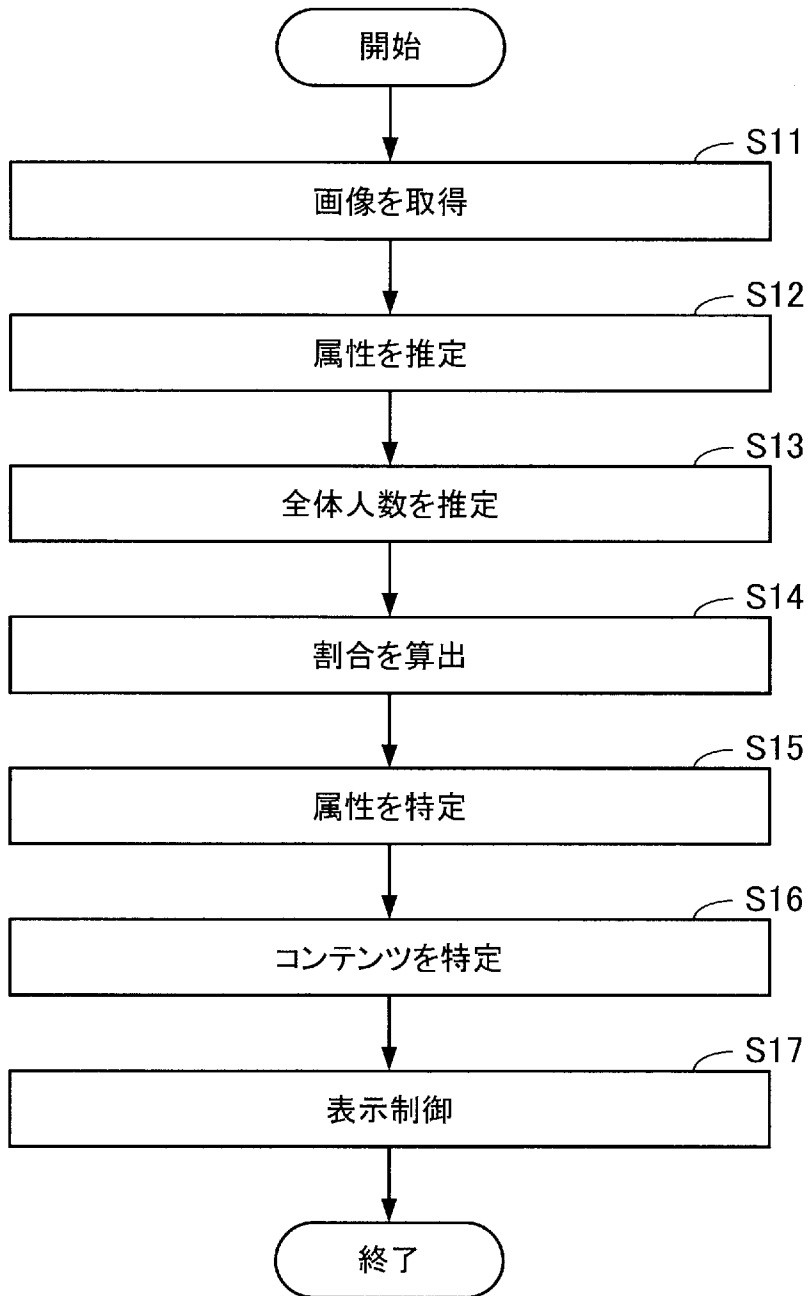 開始
S11
画像を取得
S12
属性を推定
S13
全体人数を推定
S14
割合を算出
S15
属性を特定
S16
コンテンツを特定
S17
表示制御
終了